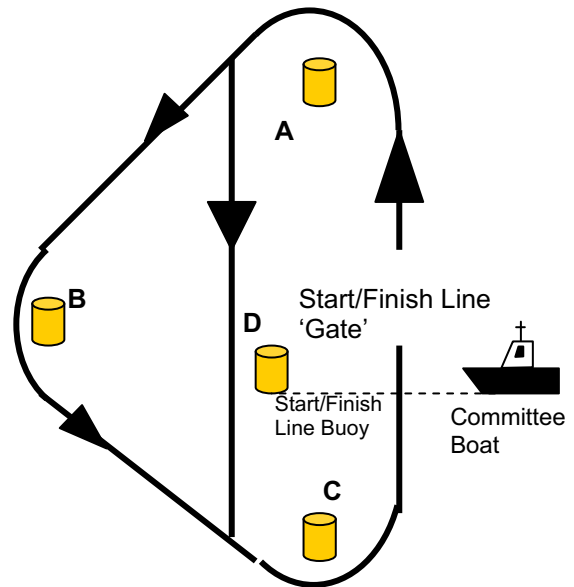 A
B
D
Start/Finish Line
‘Gate’
Start/Finish
Line Buoy
Committee
Boat
C